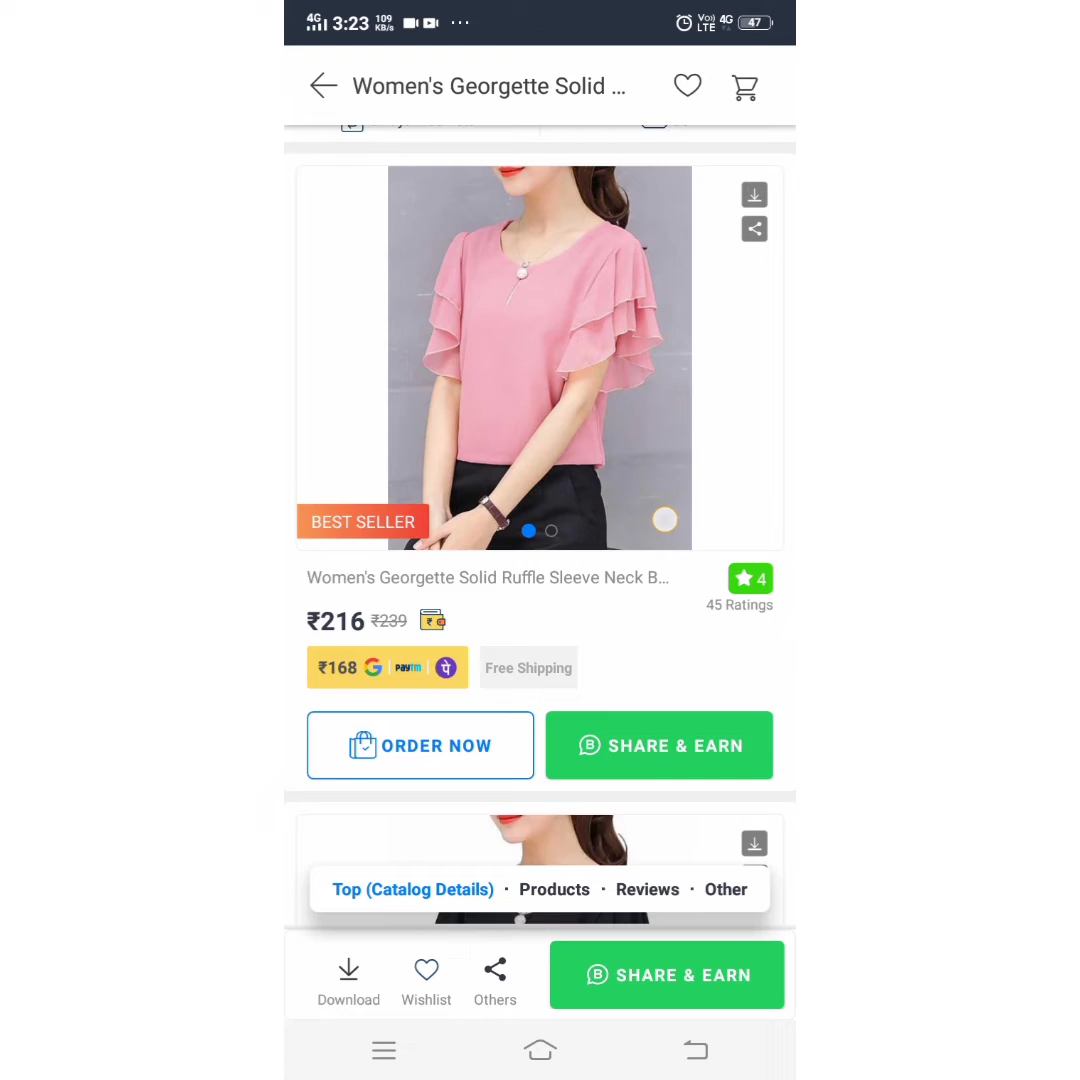 4G 3:23 109 KB/s ··· Vo)) LTE 4G 47
Women's Georgette Solid ...
BEST SELLER
Women's Georgette Solid Ruffle Sleeve Neck B... 4
45 Ratings
₹216 ₹239
₹168 G | Paytm | पे Free Shipping
ORDER NOW SHARE & EARN
Top (Catalog Details) · Products · Reviews · Other
Download Wishlist Others SHARE & EARN